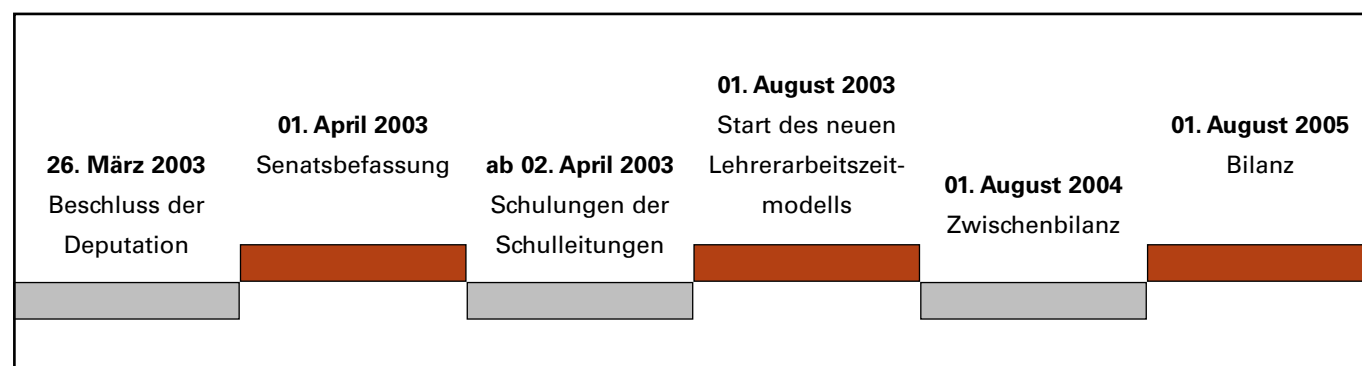 26. März 2003
Beschluss der
Deputation
01. April 2003
Senatsbefassung
ab 02. April 2003
Schulungen der
Schulleitungen
01. August 2003
Start des neuen
Lehrerarbeitszeit-
modells
01. August 2004
Zwischenbilanz
01. August 2005
Bilanz